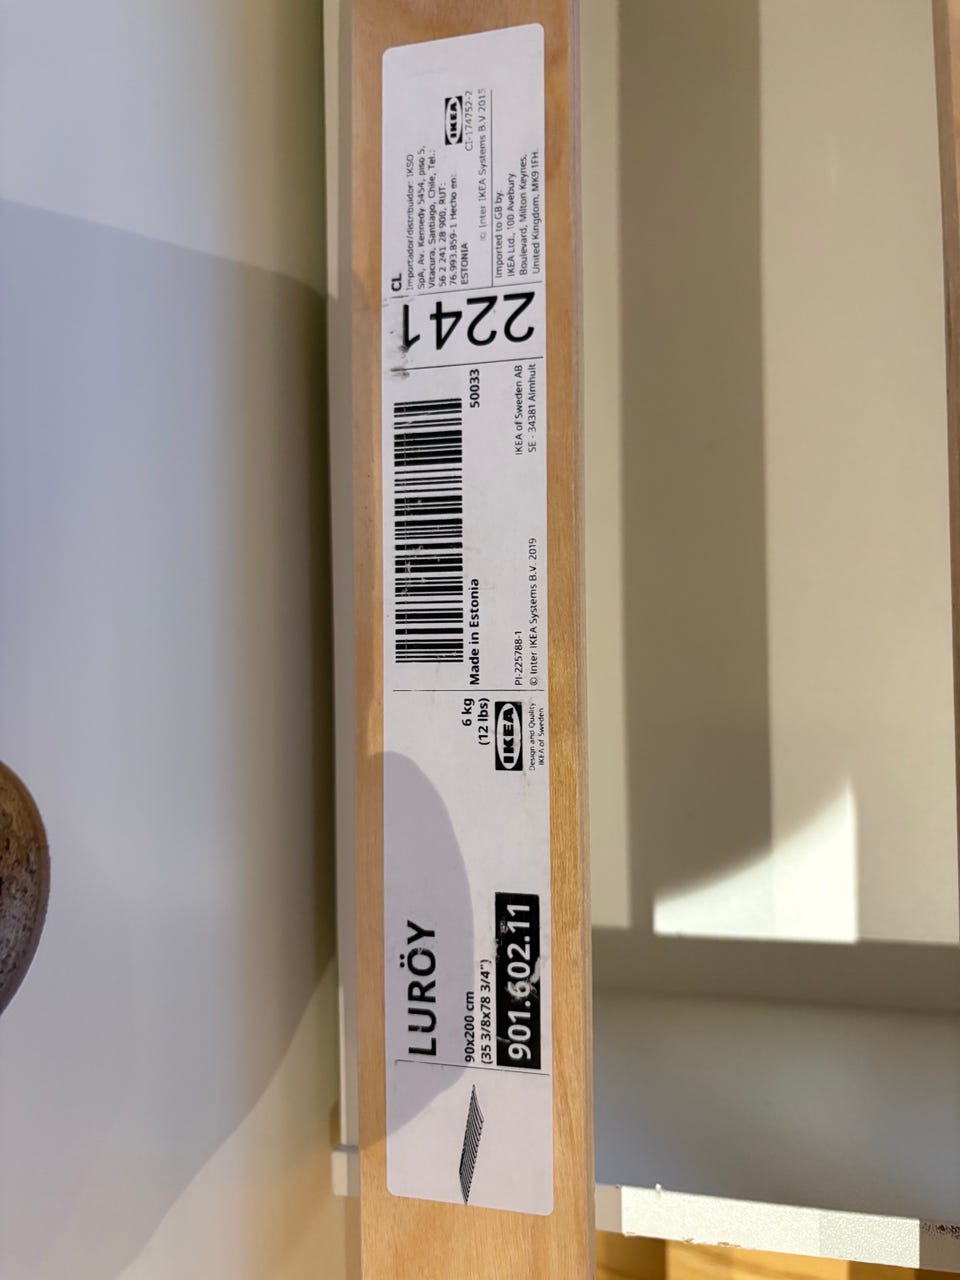 LURÖY
90x200 cm
(35 3/8x78 3/4")
901.602.11
6 kg
(12 lbs)
IKEA
Design and Quality
IKEA of Sweden
Made in Estonia
50033
PI-225788-1
© Inter IKEA Systems B.V. 2019
IKEA of Sweden AB
SE - 34381 Älmhult
2241
CL
Importador/distribuidor: IKSO
SpA, Av. Kennedy 5454, piso 5,
Vitacura, Santiago, Chile, Tel.:
56 2 241 28 900, RUT:
76.993.859-1 Hecho en:
ESTONIA
IKEA
CI-174752-2
© Inter IKEA Systems B.V 2015
Imported to GB by:
IKEA Ltd., 100 Avebury
Boulevard, Milton Keynes,
United Kingdom, MK9 1FH.